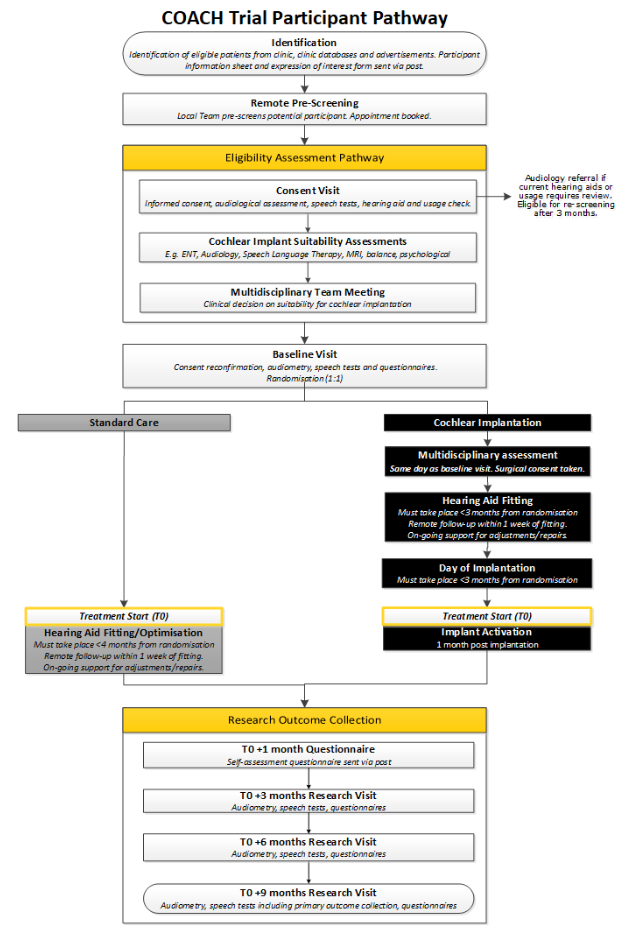 COACH Trial Participant Pathway
Identification
Identification of eligible patients from clinic, clinic databases and advertisements. Participant
information sheet and expression of interest form sent via post.
Remote Pre-Screening
Local Team pre-screens potential participant. Appointment booked.
Eligibility Assessment Pathway
Consent Visit
Informed consent, audiological assessment, speech tests, hearing aid and usage check.
Audiology referral if
current hearing aids or
usage requires review.
Eligible for re-screening
after 3 months.
Cochlear Implant Suitability Assessments
E.g. ENT, Audiology, Speech Language Therapy, MRI, balance, psychological
Multidisciplinary Team Meeting
Clinical decision on suitability for cochlear implantation
Baseline Visit
Consent reconfirmation, audiometry, speech tests and questionnaires.
Randomisation (1:1)
Standard Care
Cochlear Implantation
Multidisciplinary assessment
Same day as baseline visit. Surgical consent taken.
Hearing Aid Fitting
Must take place <3 months from randomisation
Remote follow-up within 1 week of fitting.
On-going support for adjustments/repairs.
Day of Implantation
Must take place <3 months from randomisation
Treatment Start (T0)
Hearing Aid Fitting/Optimisation
Must take place <4 months from randomisation
Remote follow-up within 1 week of fitting.
On-going support for adjustments/repairs.
Treatment Start (T0)
Implant Activation
1 month post implantation
Research Outcome Collection
T0 +1 month Questionnaire
Self-assessment questionnaire sent via post
T0 +3 months Research Visit
Audiometry, speech tests, questionnaires
T0 +6 months Research Visit
Audiometry, speech tests, questionnaires
T0 +9 months Research Visit
Audiometry, speech tests including primary outcome collection, questionnaires